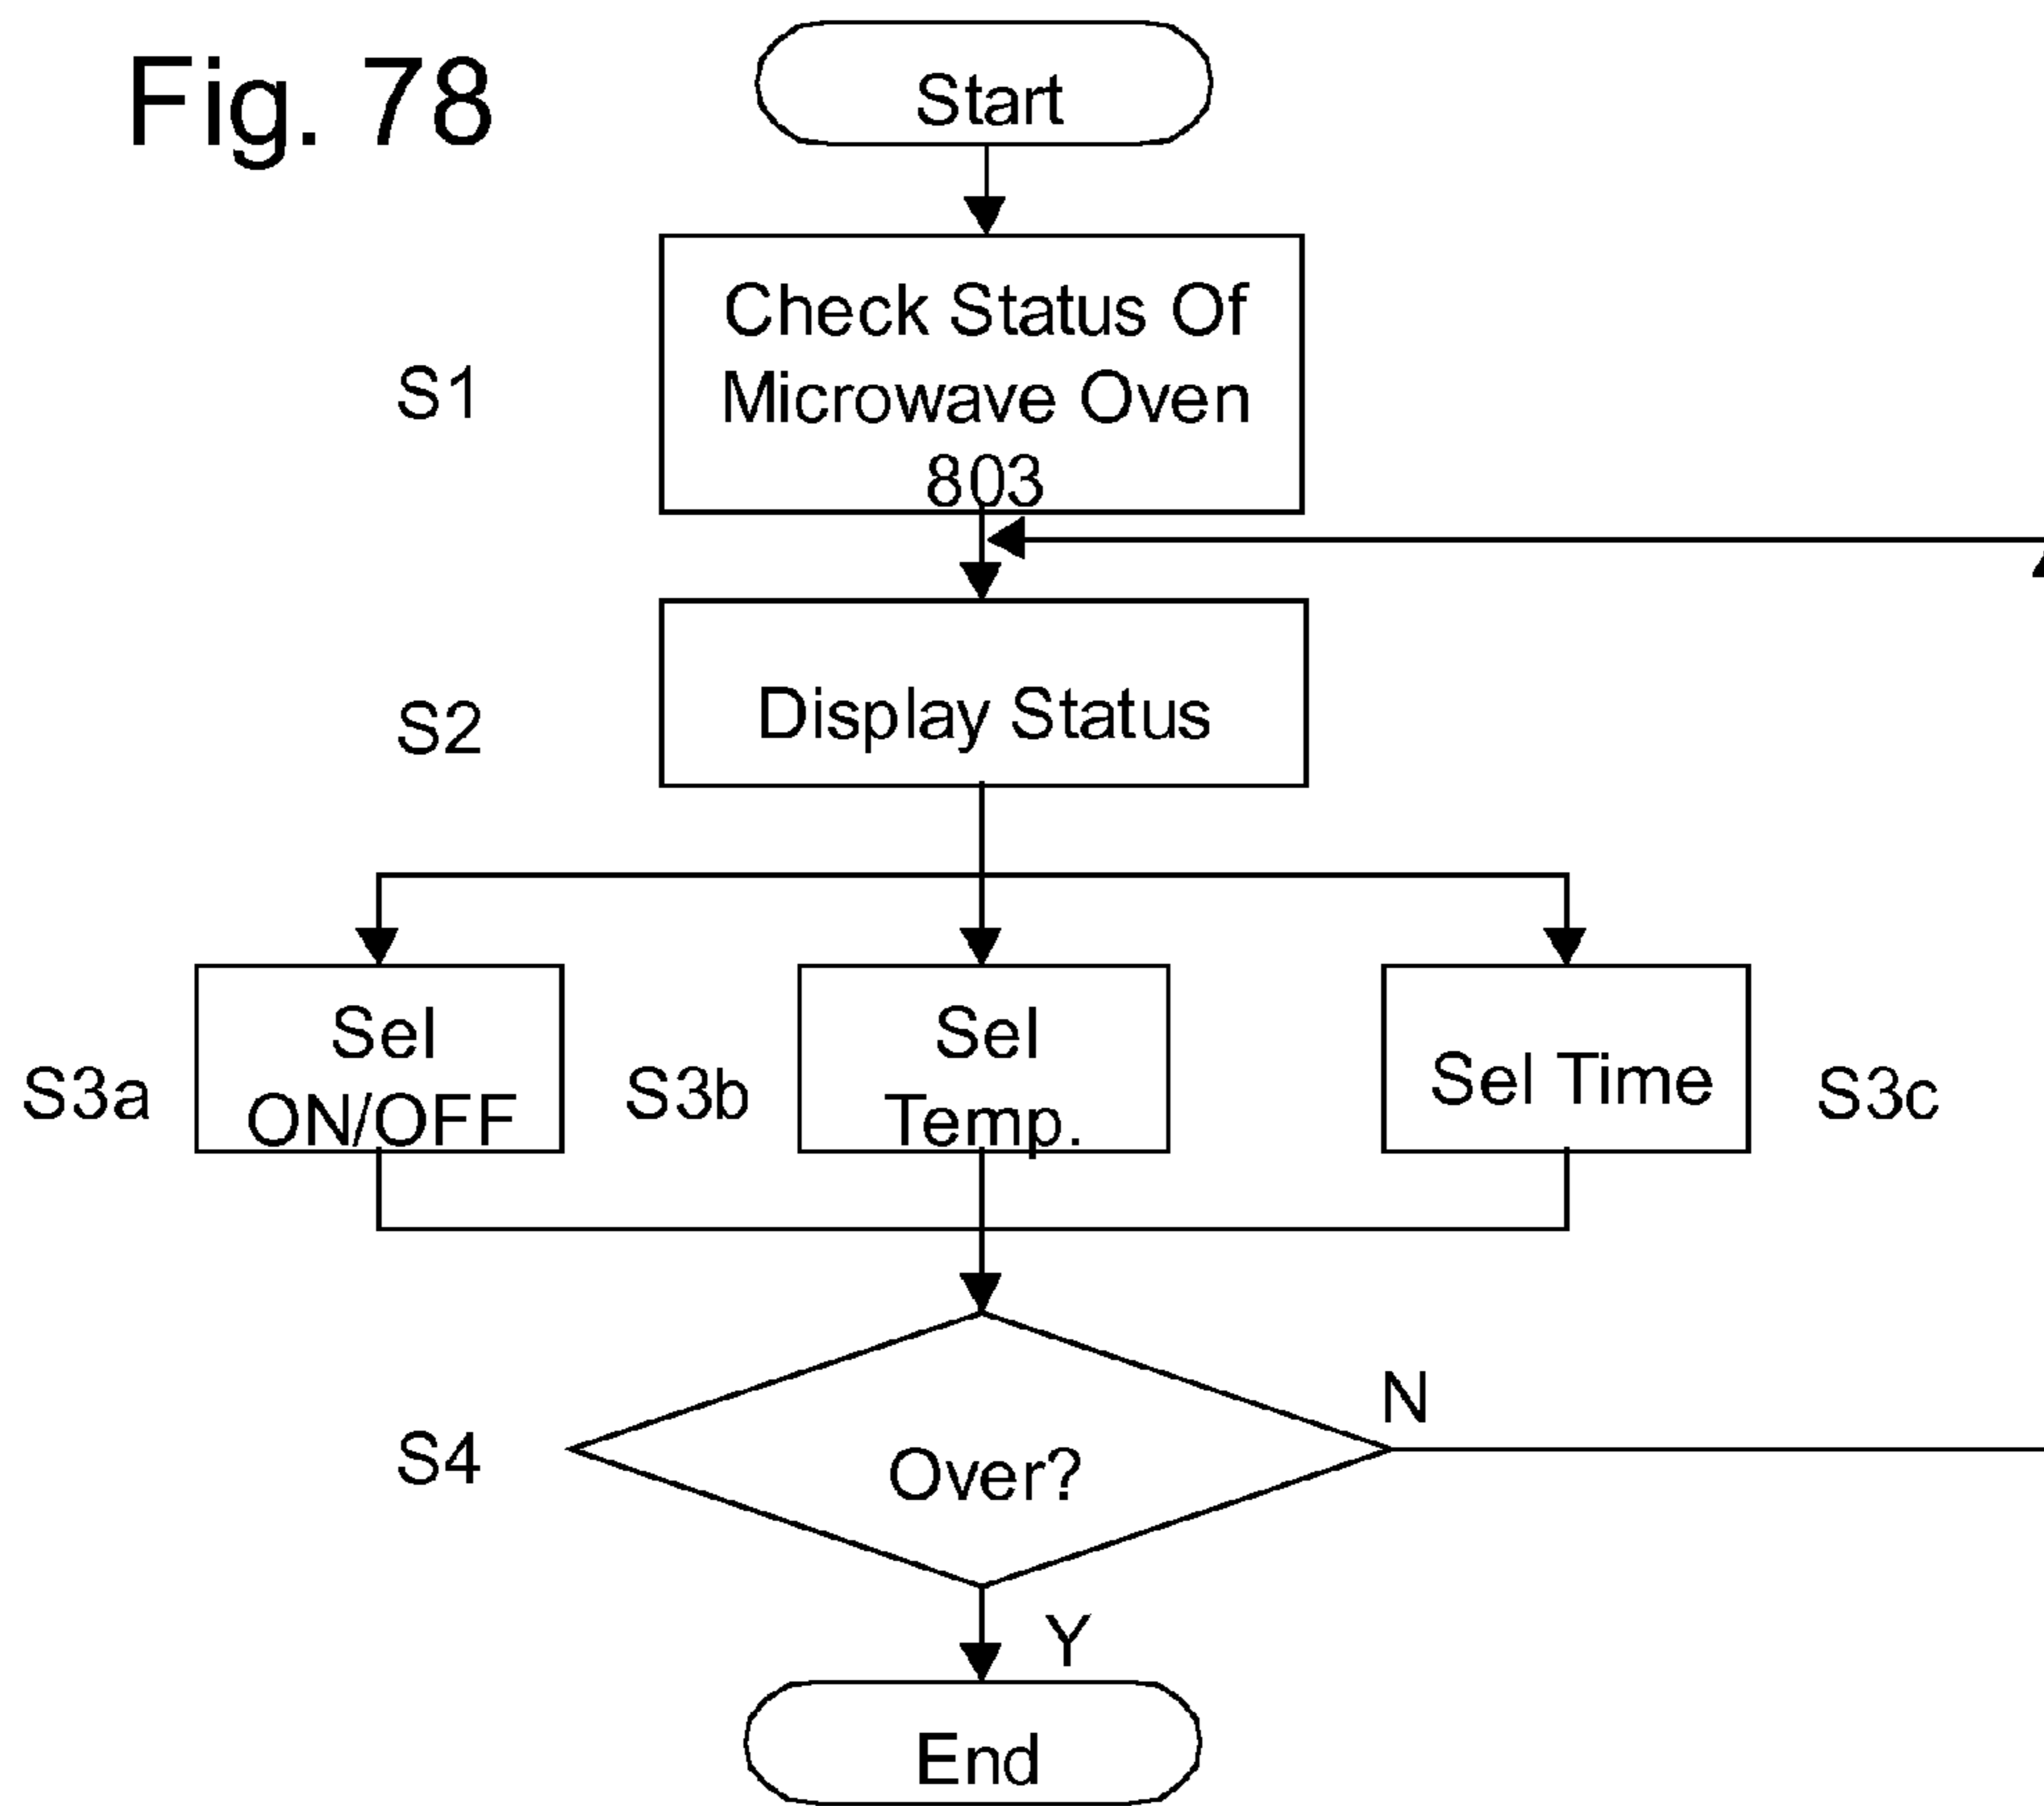 Fig. 78
Start
S1
Check Status Of
Microwave Oven
803
S2
Display Status
S3a
Sel
ON/OFF
S3b
Sel
Temp.
Sel Time
S3c
S4
Over?
N
Y
End